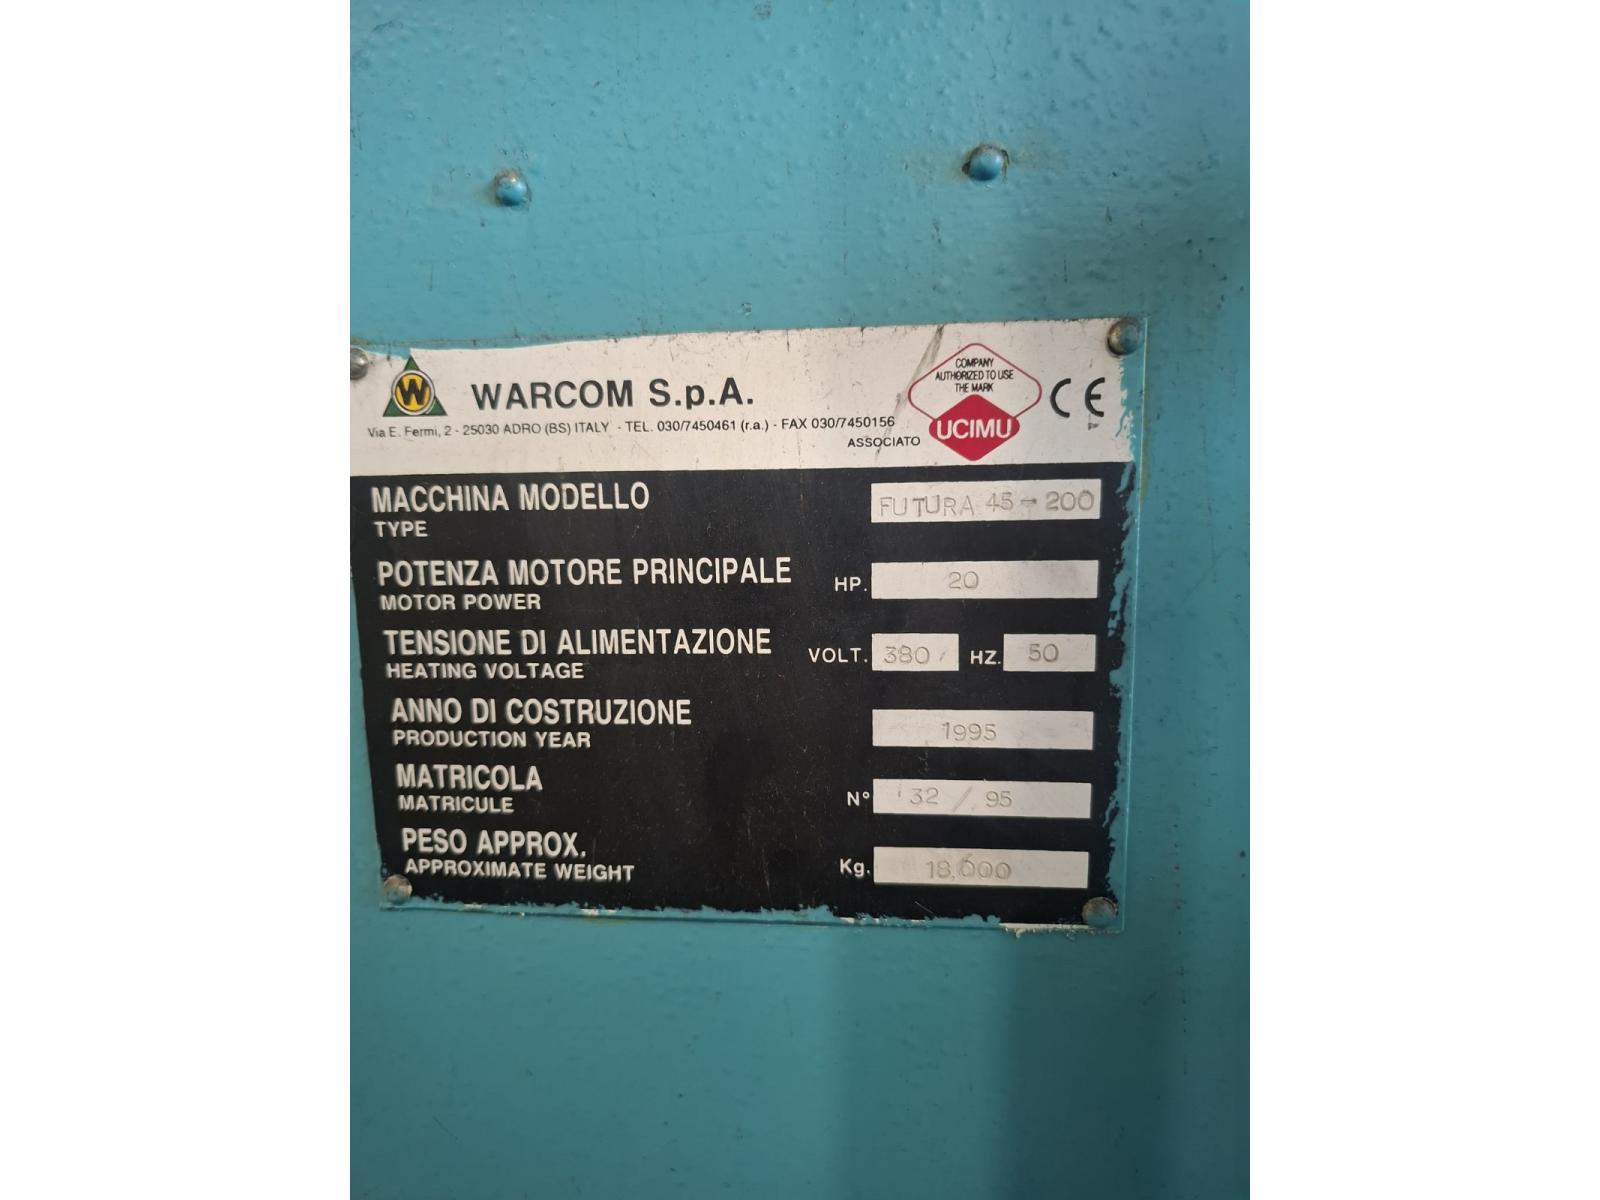 W WARCOM S.p.A.
Via E. Fermi, 2 - 25030 ADRO (BS) ITALY - TEL. 030/7450461 (r.a.) - FAX 030/7450156
ASSOCIATO
COMPANY
AUTHORIZED TO USE
THE MARK
UCIMU
CE
MACCHINA MODELLO FUTURA 45-200
TYPE
POTENZA MOTORE PRINCIPALE HP. 20
MOTOR POWER
TENSIONE DI ALIMENTAZIONE VOLT. 380 HZ. 50
HEATING VOLTAGE
ANNO DI COSTRUZIONE 1995
PRODUCTION YEAR
MATRICOLA N° 32 / 95
MATRICULE
PESO APPROX. Kg. 18,000
APPROXIMATE WEIGHT